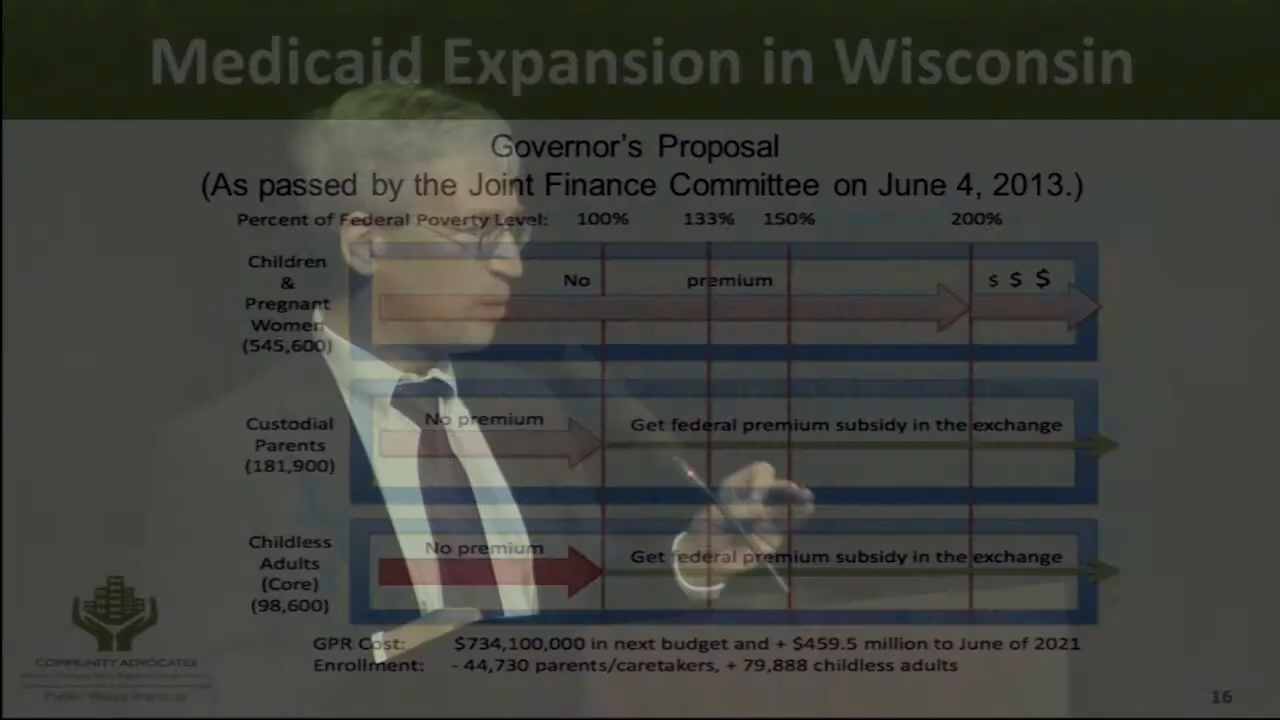 Medicaid Expansion in Wisconsin
Governor's Proposal
(As passed by the Joint Finance Committee on June 4, 2013.)
Percent of Federal Poverty Level: 100% 133% 150% 200%
Children
&
Pregnant
Women
(545,600)
No premium $ $ $
Custodial
Parents
(181,900)
No premium
Get federal premium subsidy in the exchange
Childless
Adults
(Core)
(98,600)
No premium
Get federal premium subsidy in the exchange
GPR Cost: $734,100,000 in next budget and + $459.5 million to June of 2021
Enrollment: - 44,730 parents/caretakers, + 79,888 childless adults
COMMUNITY ADVOCATES
Public Policy Institute
16